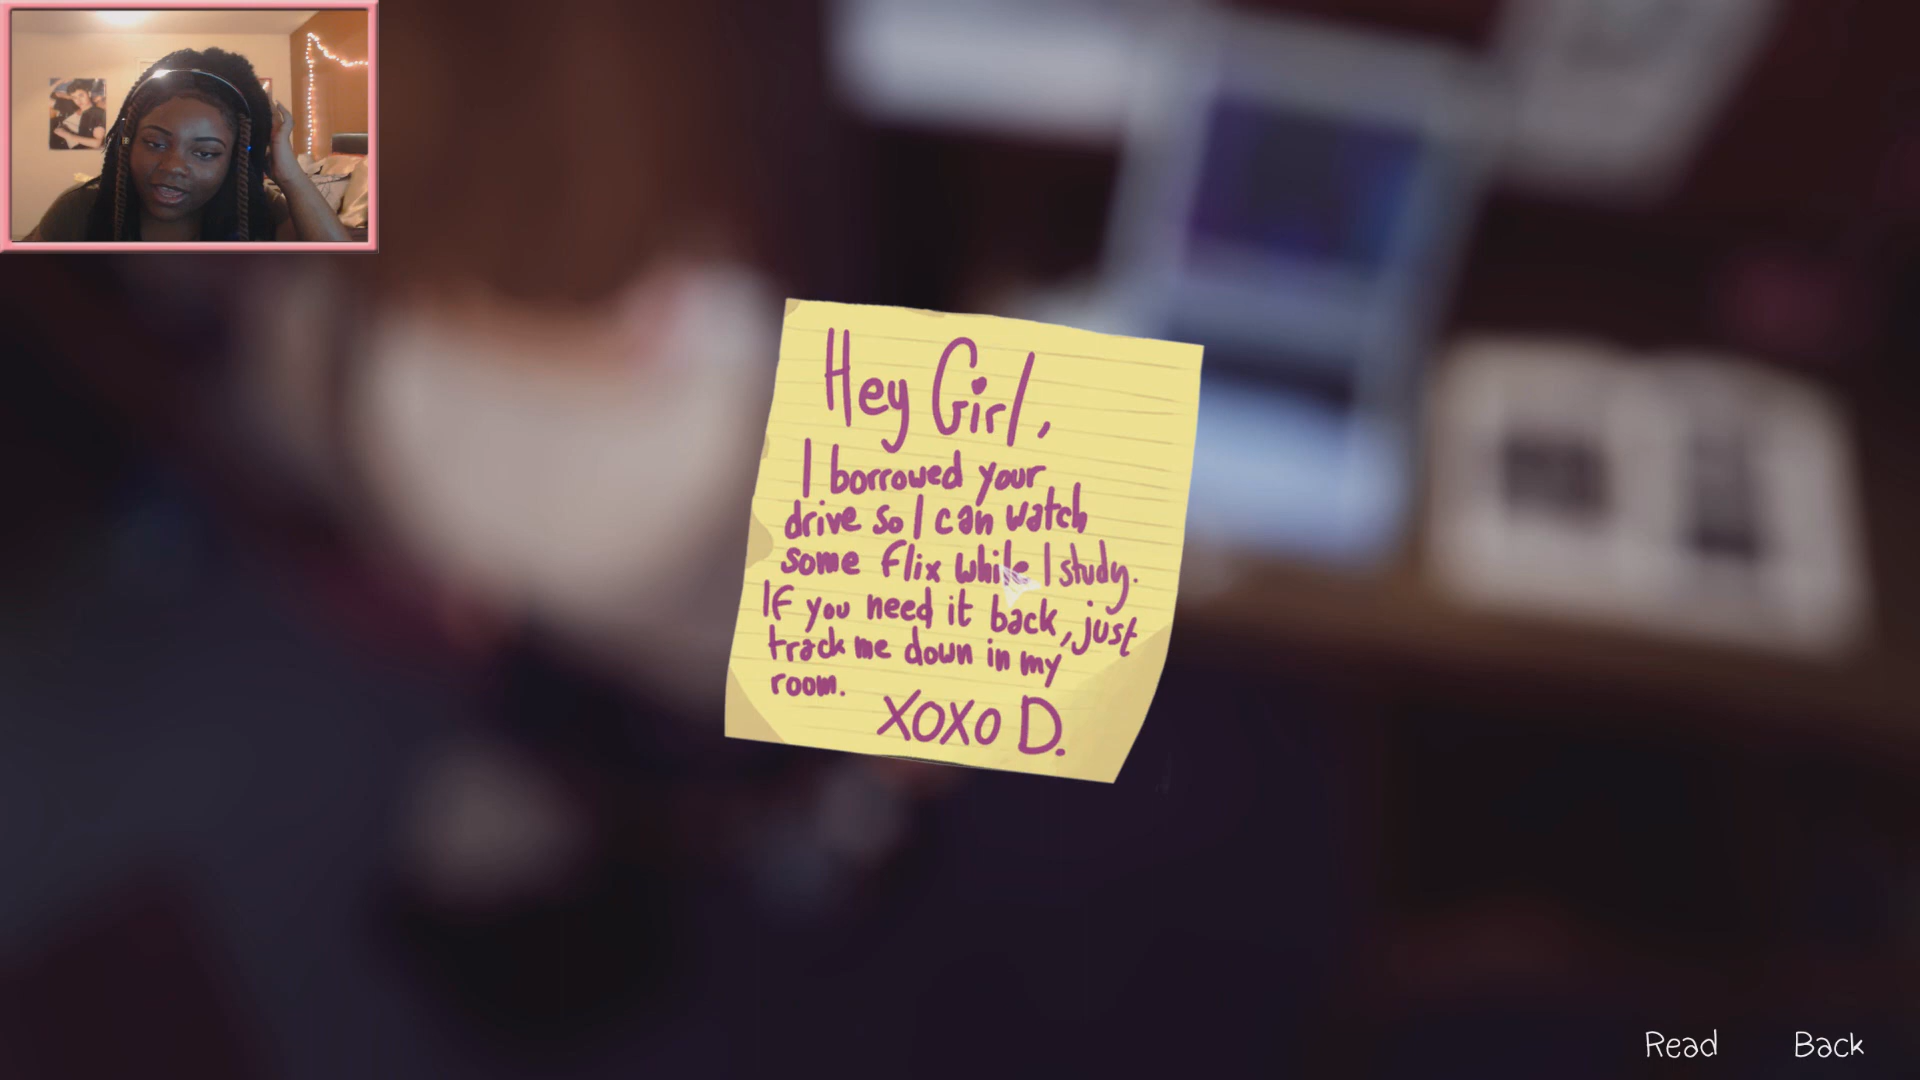 Hey Girl,
I borrowed your
drive so I can watch
some flix while I study.
If you need it back, just
track me down in my
room.
XOXO D.
Read Back